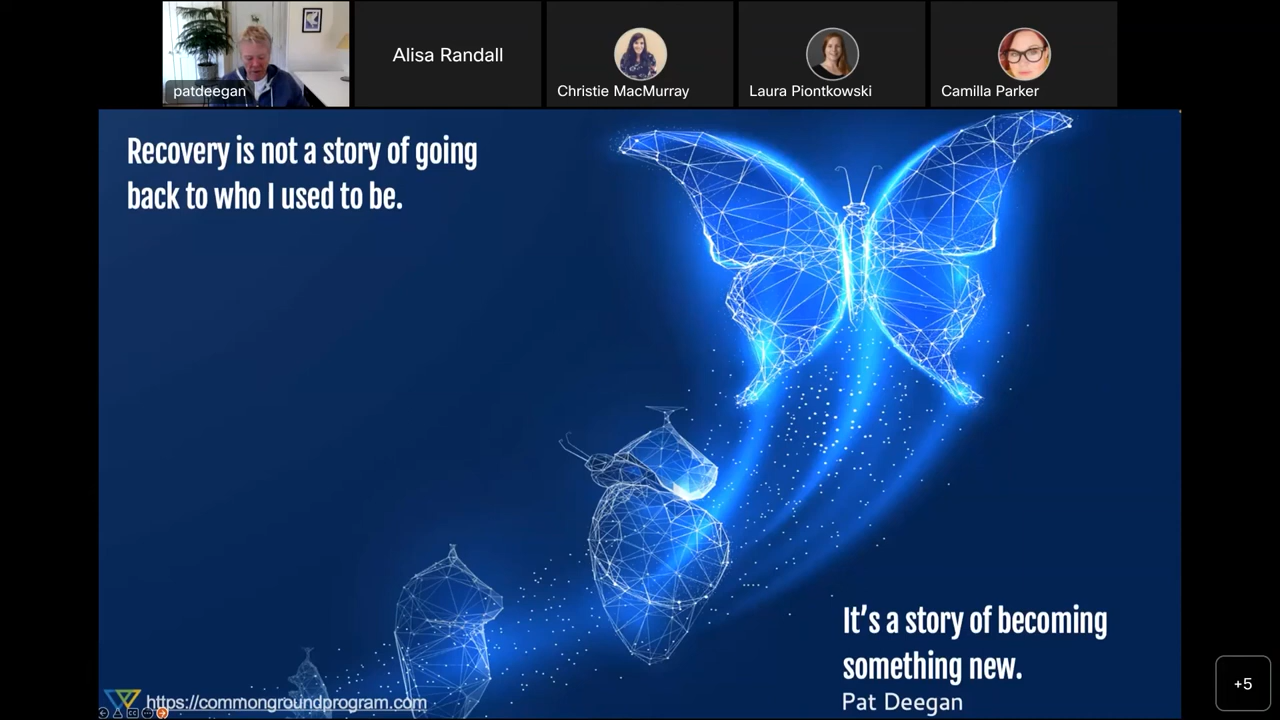 patdeegan
Alisa Randall
Christie MacMurray
Laura Piontkowski
Camilla Parker
Recovery is not a story of going
back to who I used to be.
It's a story of becoming
something new.
Pat Deegan
https://commongroundprogram.com
+5